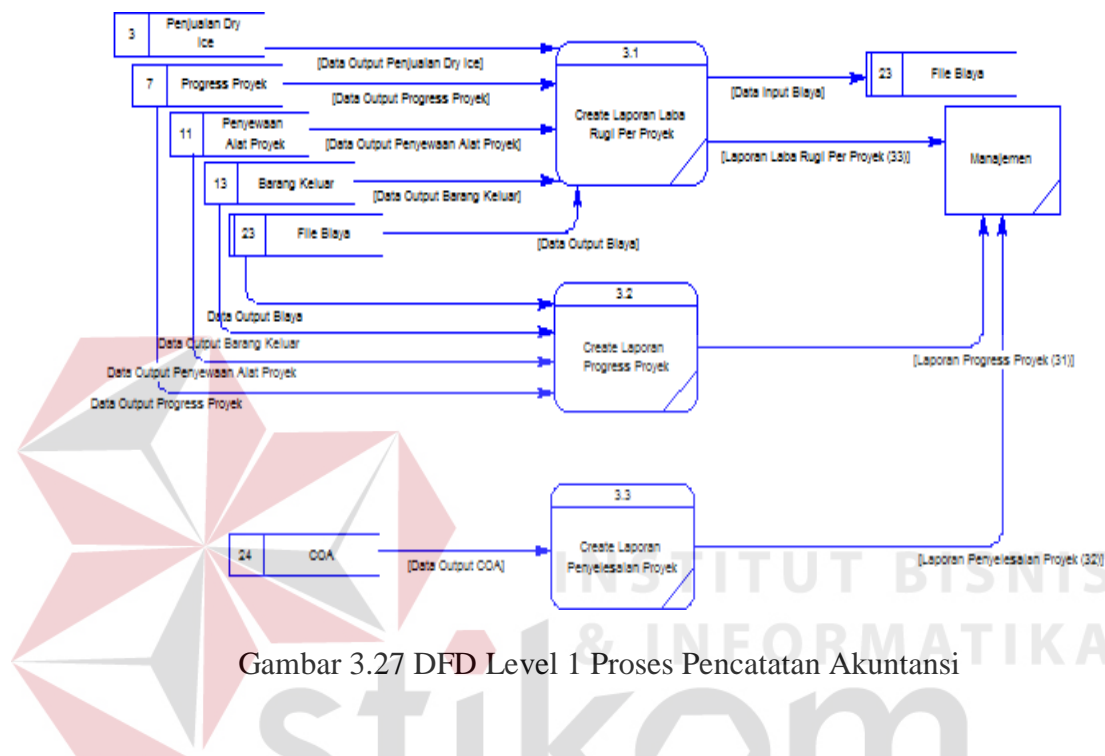 3
Penjualan Dry
Ice
[Data Output Penjualan Dry Ice]
7
Progress Proyek
[Data Output Progress Proyek]
11
Penyewaan
Alat Proyek
[Data Output Penyewaan Alat Proyek]
13
Barang Keluar
[Data Output Barang Keluar]
23
File Biaya
[Data Output Biaya]
3.1
Create Laporan Laba
Rugi Per Proyek
[Data Input Biaya]
23
File Biaya
[Laporan Laba Rugi Per Proyek (33)]
Manajemen
Data Output Biaya
Data Output Barang Keluar
Data Output Penyewaan Alat Proyek
Data Output Progress Proyek
3.2
Create Laporan
Progress Proyek
[Laporan Progress Proyek (31)]
24
COA
[Data Output COA]
3.3
Create Laporan
Penyelesaian Proyek
[Laporan Penyelesaian Proyek (32)]
INSTITUT BISNIS
& INFORMATIKA
Gambar 3.27 DFD Level 1 Proses Pencatatan Akuntansi
stikom